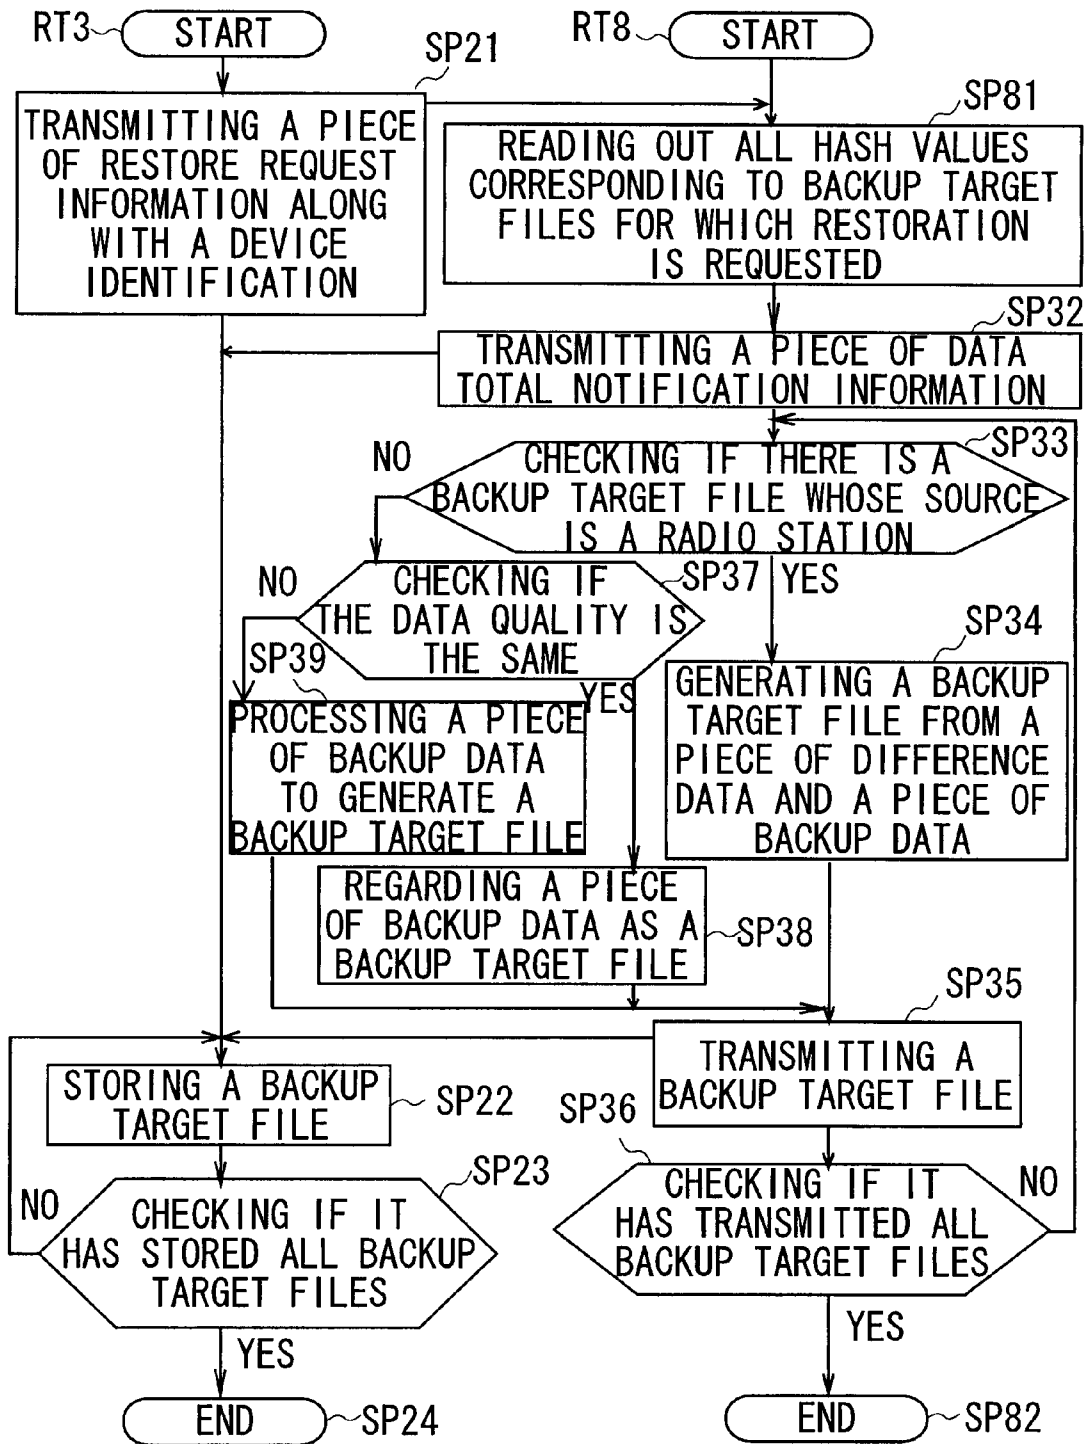 RT3
START
RT8
START
SP21
SP81
TRANSMITTING A PIECE
OF RESTORE REQUEST
INFORMATION ALONG
WITH A DEVICE
IDENTIFICATION
READING OUT ALL HASH VALUES
CORRESPONDING TO BACKUP TARGET
FILES FOR WHICH RESTORATION
IS REQUESTED
SP32
TRANSMITTING A PIECE OF DATA
TOTAL NOTIFICATION INFORMATION
SP33
NO
CHECKING IF THERE IS A
BACKUP TARGET FILE WHOSE SOURCE
IS A RADIO STATION
YES
SP37
NO
CHECKING IF
THE DATA QUALITY IS
THE SAME
YES
SP39
SP34
PROCESSING A PIECE
OF BACKUP DATA
TO GENERATE A
BACKUP TARGET FILE
GENERATING A BACKUP
TARGET FILE FROM A
PIECE OF DIFFERENCE
DATA AND A PIECE OF
BACKUP DATA
REGARDING A PIECE
OF BACKUP DATA AS A
BACKUP TARGET FILE
SP38
SP35
TRANSMITTING A
BACKUP TARGET FILE
STORING A BACKUP
TARGET FILE
SP22
SP36
SP23
NO
CHECKING IF IT
HAS STORED ALL BACKUP
TARGET FILES
YES
CHECKING IF IT
HAS TRANSMITTED ALL
BACKUP TARGET FILES
NO
YES
END
SP24
END
SP82